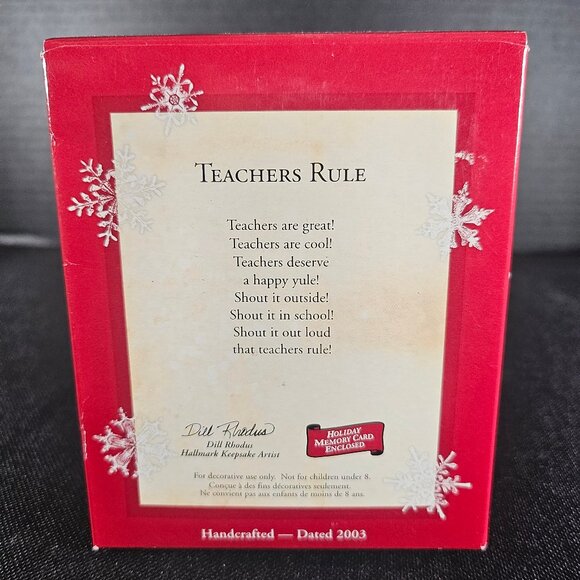 TEACHERS RULE
Teachers are great!
Teachers are cool!
Teachers deserve
a happy yule!
Shout it outside!
Shout it in school!
Shout it out loud
that teachers rule!
Dill Rhodus
Dill Rhodus
Hallmark Keepsake Artist
HOLIDAY
MEMORY CARD
ENCLOSED
For decorative use only. Not for children under 8.
Conçue à des fins décoratives seulement.
Ne convient pas aux enfants de moins de 8 ans.
Handcrafted — Dated 2003